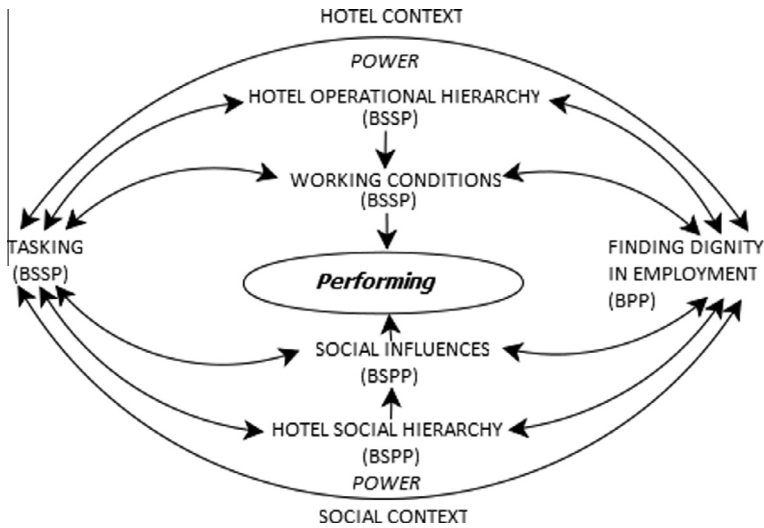 HOTEL CONTEXT
POWER
HOTEL OPERATIONAL HIERARCHY
(BSSP)
WORKING CONDITIONS
(BSSP)
TASKING
(BSSP)
FINDING DIGNITY
IN EMPLOYMENT
(BPP)
Performing
SOCIAL INFLUENCES
(BSPP)
HOTEL SOCIAL HIERARCHY
(BSPP)
POWER
SOCIAL CONTEXT